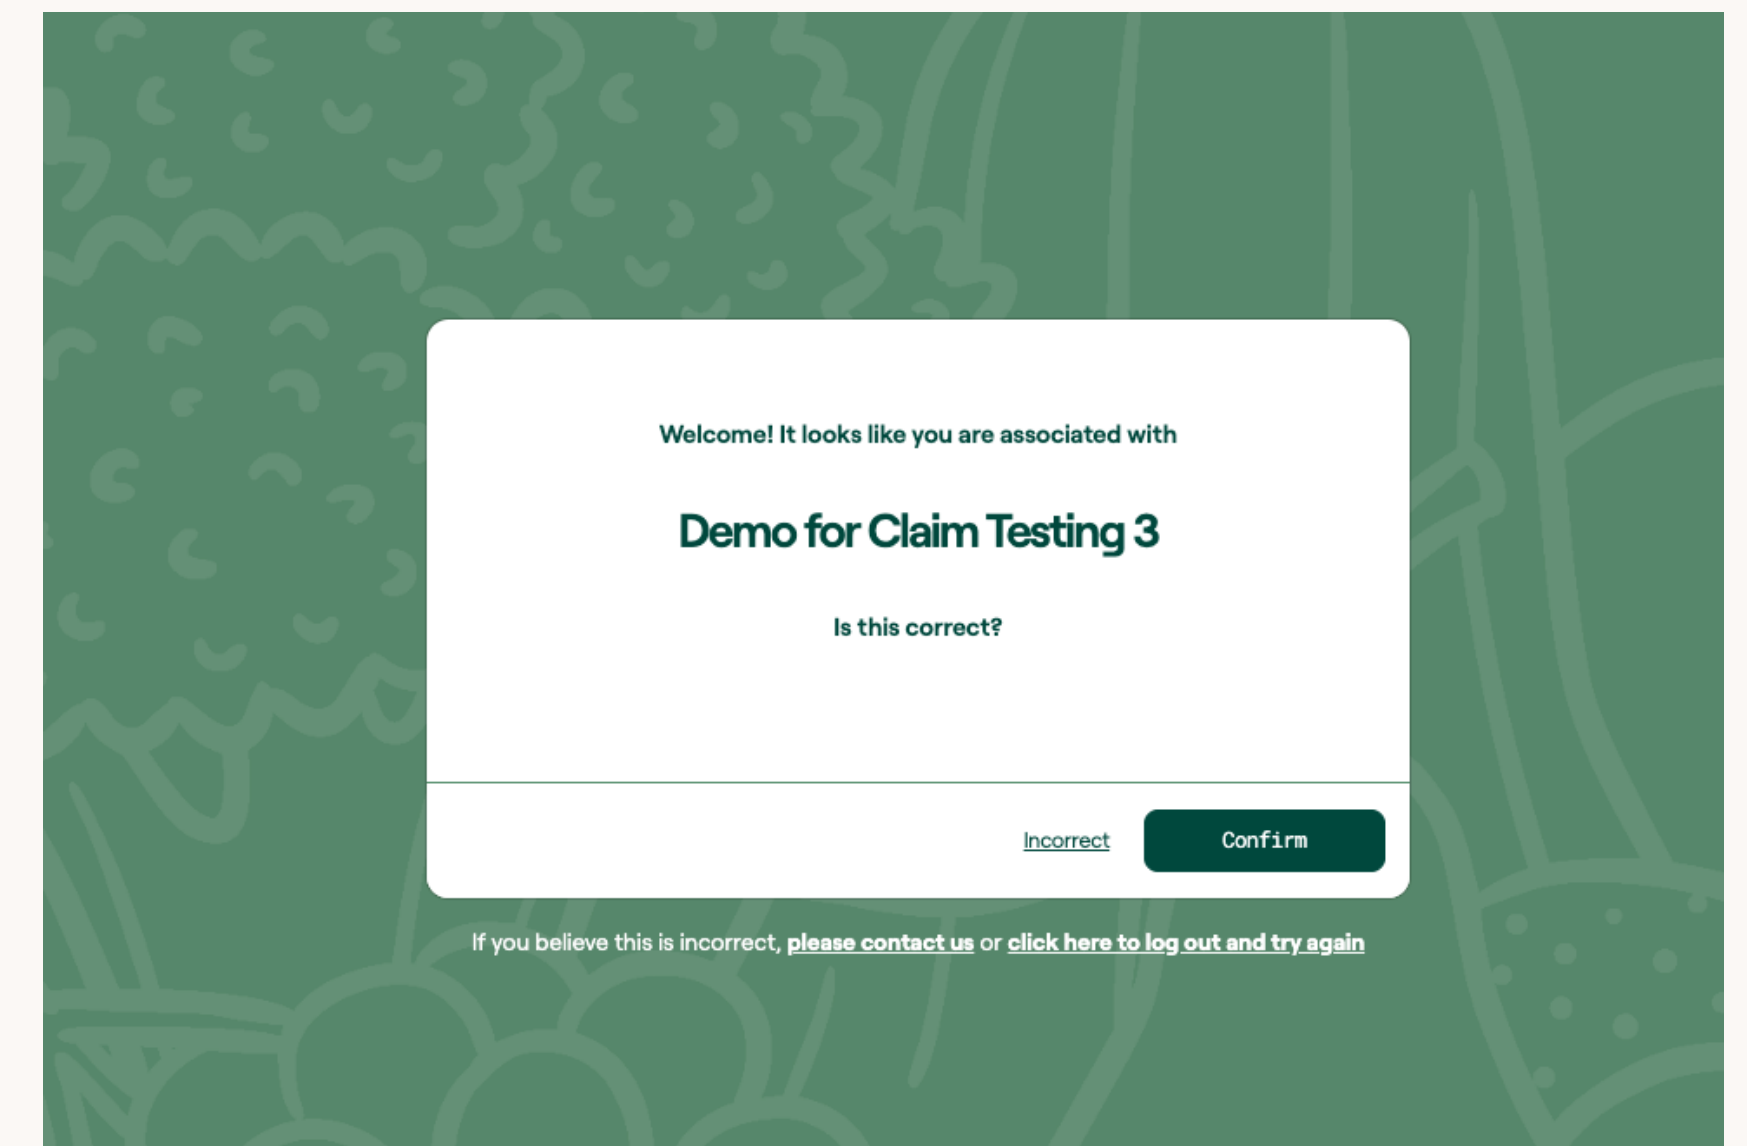 Welcome! It looks like you are associated with
Demo for Claim Testing 3
Is this correct?
Incorrect
Confirm
If you believe this is incorrect, please contact us or click here to log out and try again